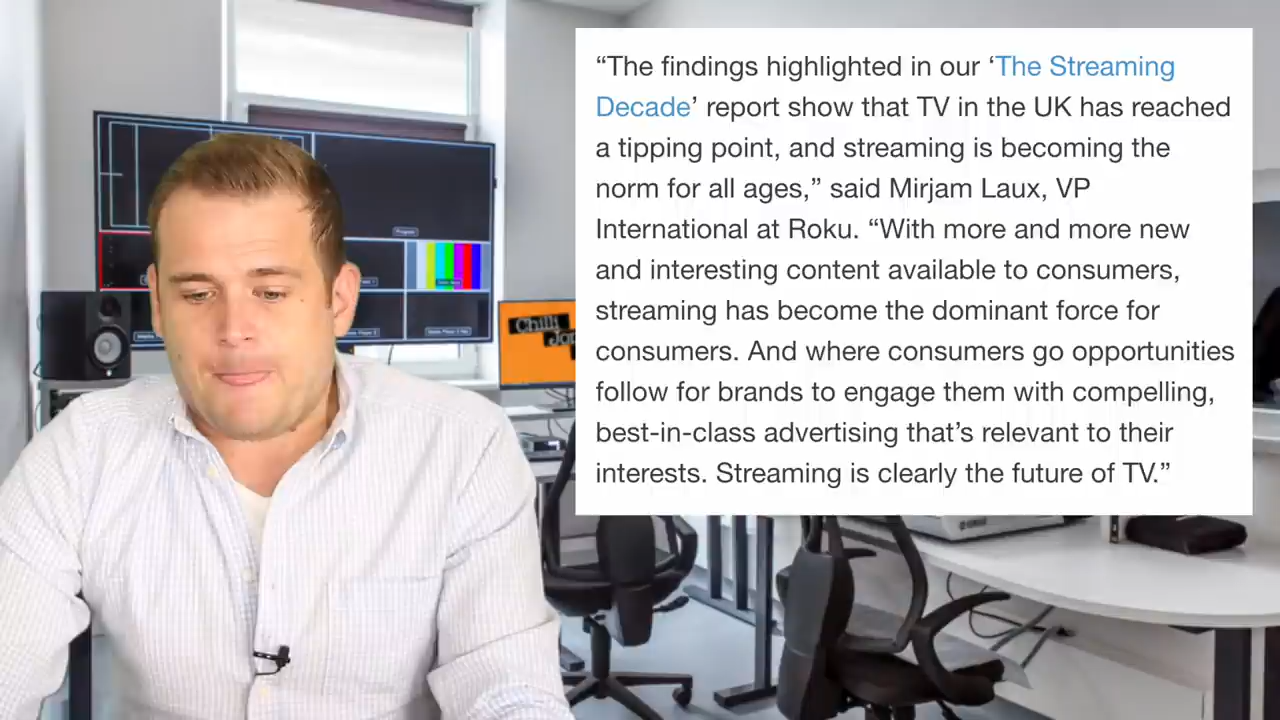 “The findings highlighted in our ‘The Streaming
Decade’ report show that TV in the UK has reached
a tipping point, and streaming is becoming the
norm for all ages,” said Mirjam Laux, VP
International at Roku. “With more and more new
and interesting content available to consumers,
streaming has become the dominant force for
consumers. And where consumers go opportunities
follow for brands to engage them with compelling,
best-in-class advertising that’s relevant to their
interests. Streaming is clearly the future of TV.”
Program
Chilli
Jon